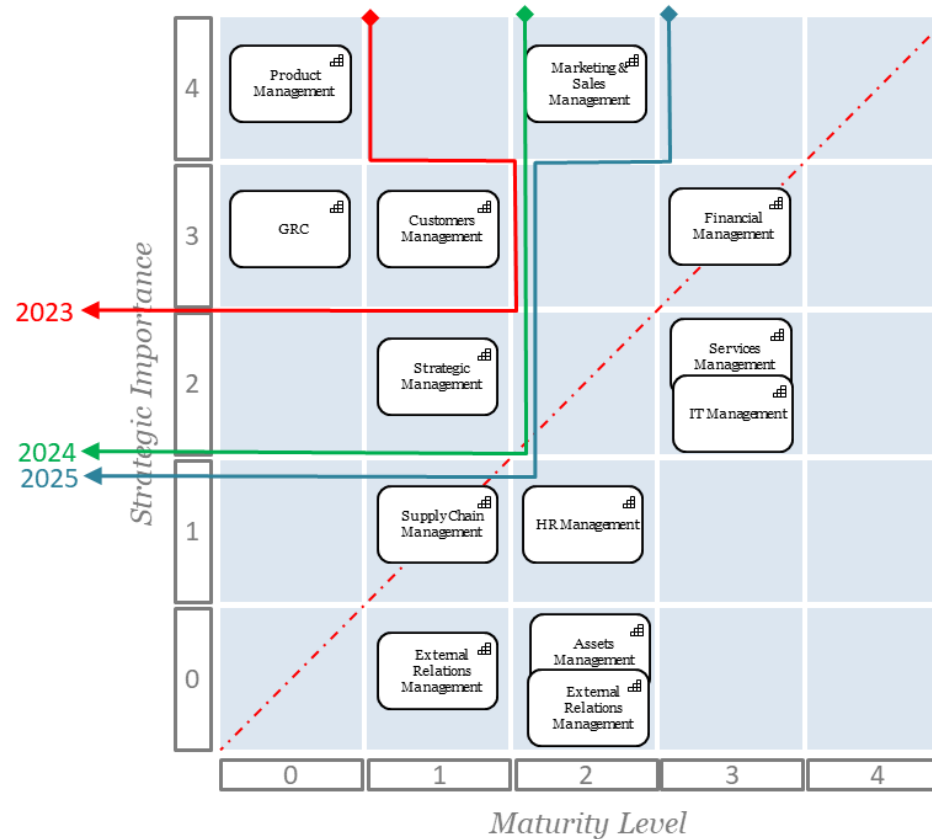 4
Product
Management
Marketing &
Sales
Management
3
GRC
Customers
Management
Financial
Management
2023
Strategic Importance
2
Strategic
Management
Services
Management
IT Management
2024
2025
1
Supply Chain
Management
HR Management
0
External
Relations
Management
Assets
Management
External
Relations
Management
0
1
2
3
4
Maturity Level